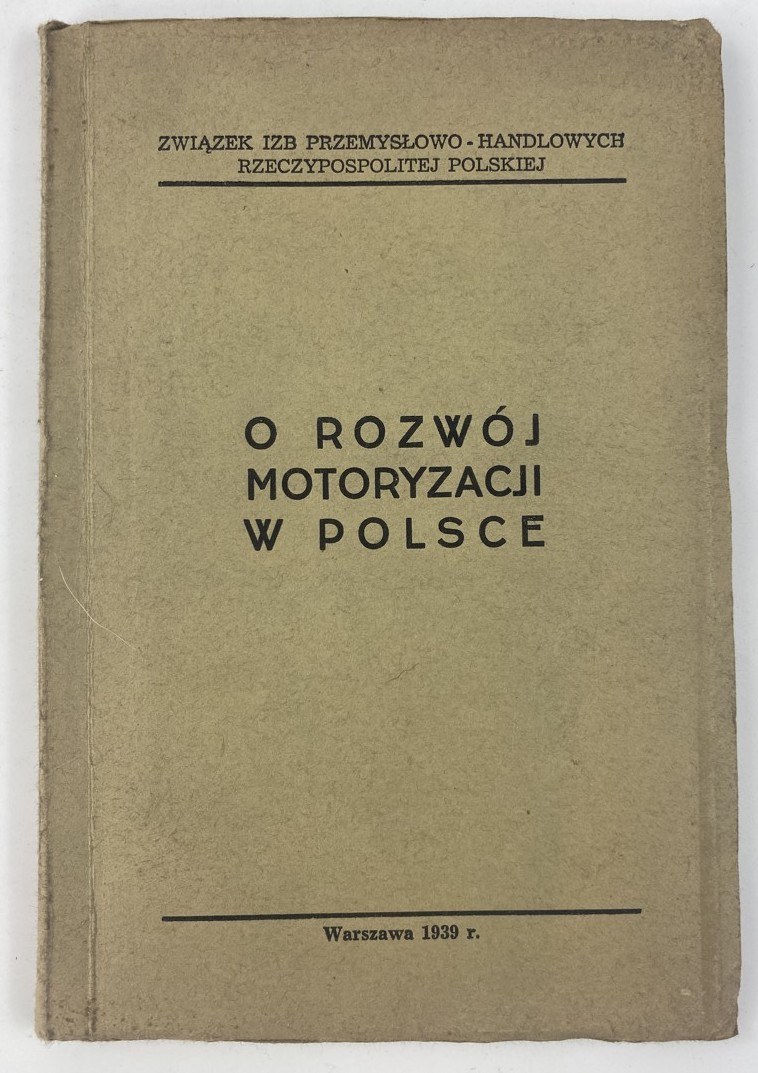 ZWIĄZEK IZB PRZEMYSŁOWO-HANDLOWYCH
RZECZYPOSPOLITEJ POLSKIEJ
O ROZWÓJ
MOTORYZACJI
W POLSCE
Warszawa 1939 r.